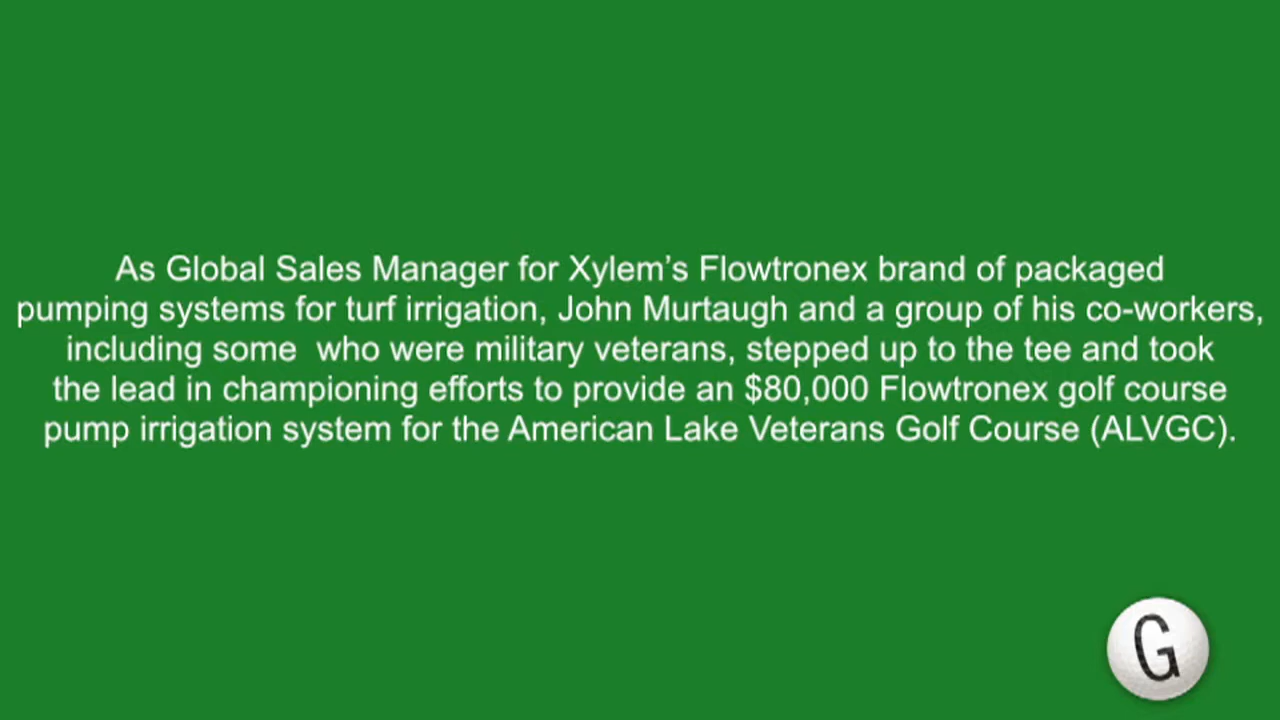 As Global Sales Manager for Xylem’s Flowtronex brand of packaged
pumping systems for turf irrigation, John Murtaugh and a group of his co-workers,
including some  who were military veterans, stepped up to the tee and took
the lead in championing efforts to provide an $80,000 Flowtronex golf course
pump irrigation system for the American Lake Veterans Golf Course (ALVGC).
G